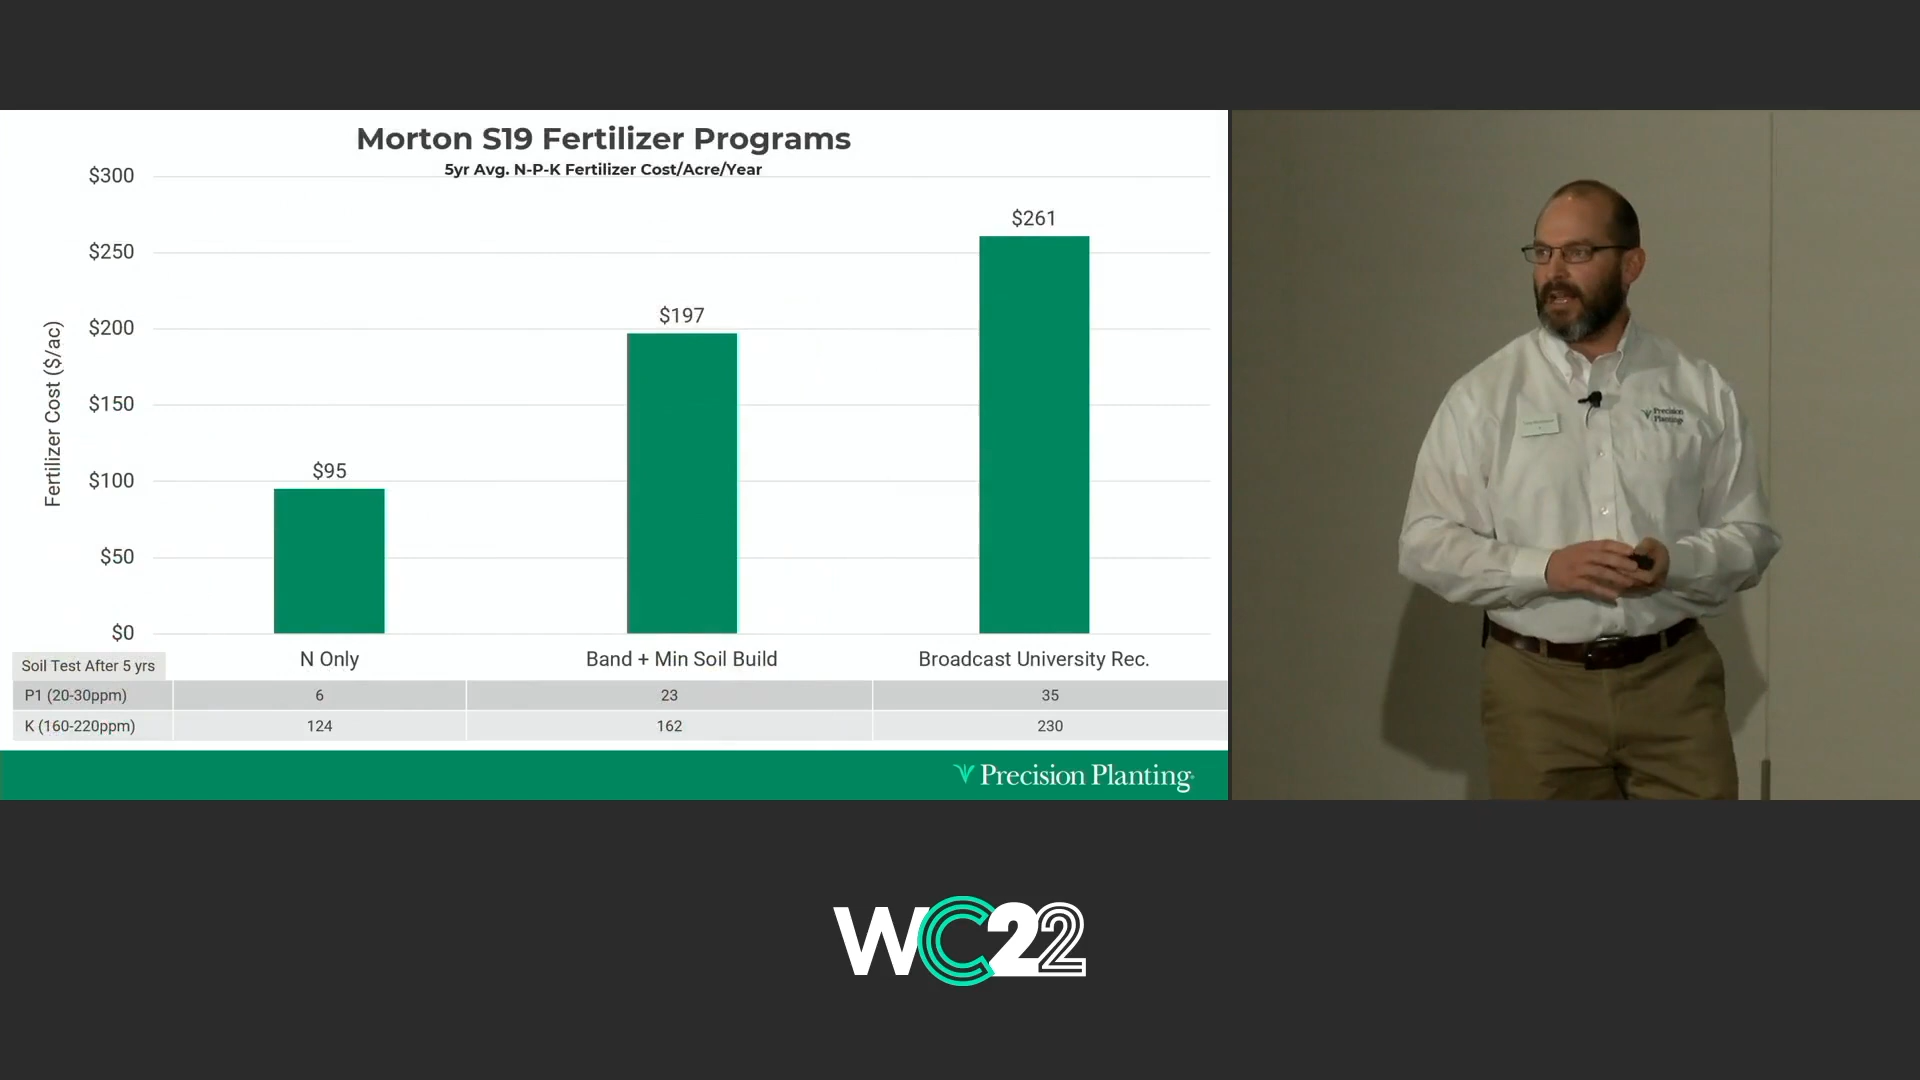 Morton S19 Fertilizer Programs
5yr Avg. N-P-K Fertilizer Cost/Acre/Year
Fertilizer Cost ($/ac)
$300
$250
$200
$150
$100
$50
$0
$95
$197
$261
N Only
Band + Min Soil Build
Broadcast University Rec.
Soil Test After 5 yrs
P1 (20-30ppm) 6 23 35
K (160-220ppm) 124 162 230
Precision Planting
Precision
Planting
WC22